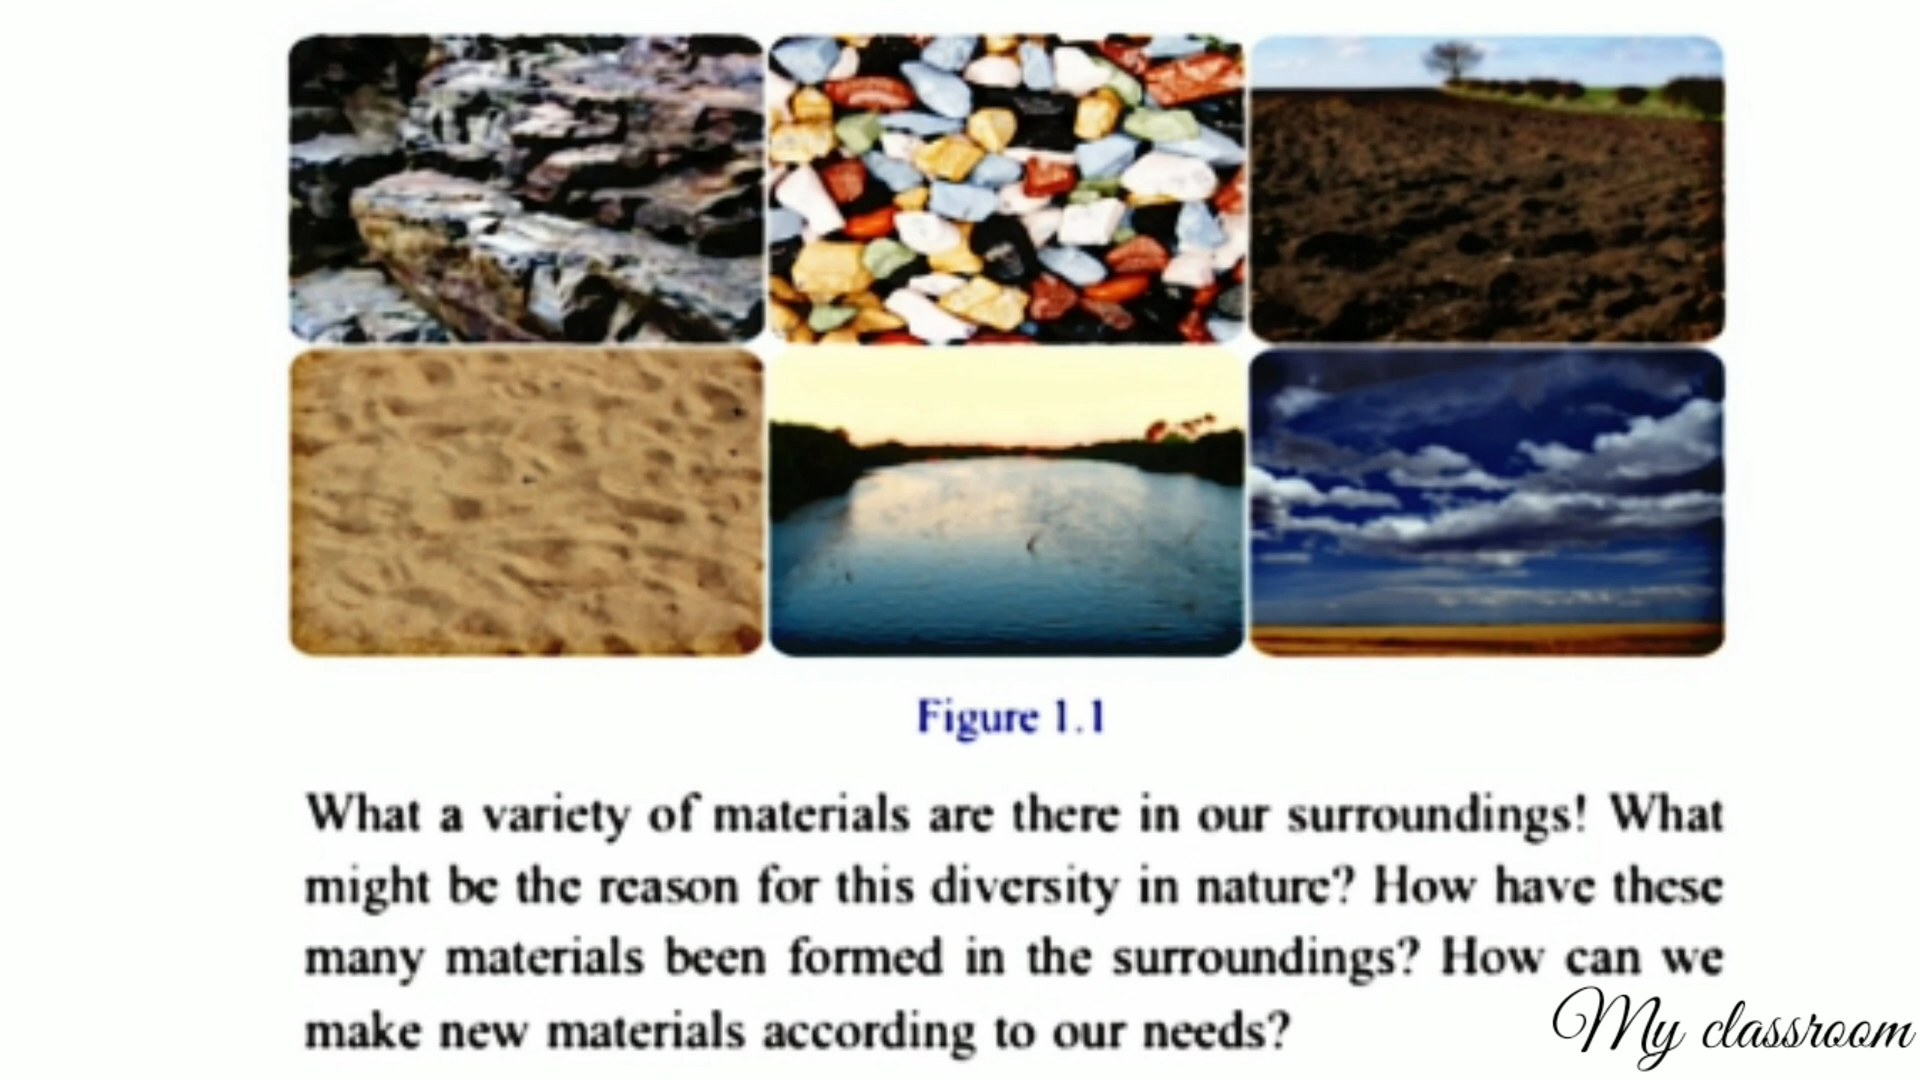 Figure 1.1
What a variety of materials are there in our surroundings! What
might be the reason for this diversity in nature? How have these
many materials been formed in the surroundings? How can we
make new materials according to our needs?
My classroom